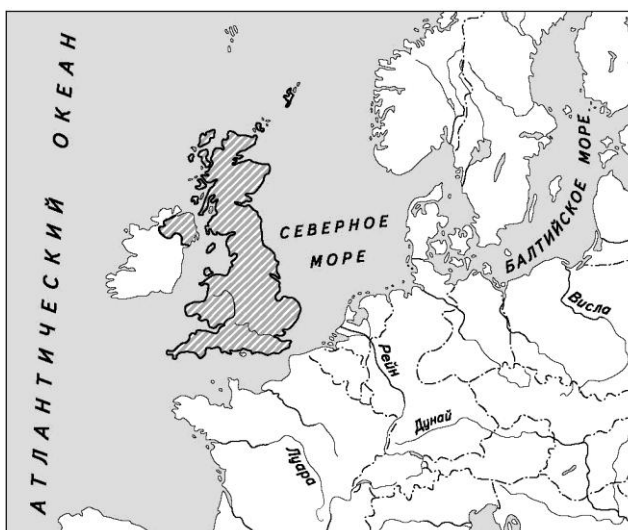 АТЛАНТИЧЕСКИЙ ОКЕАН
СЕВЕРНОЕ
МОРЕ
БАЛТИЙСКОЕ МОРЕ
Висла
Рейн
Дунай
Луара